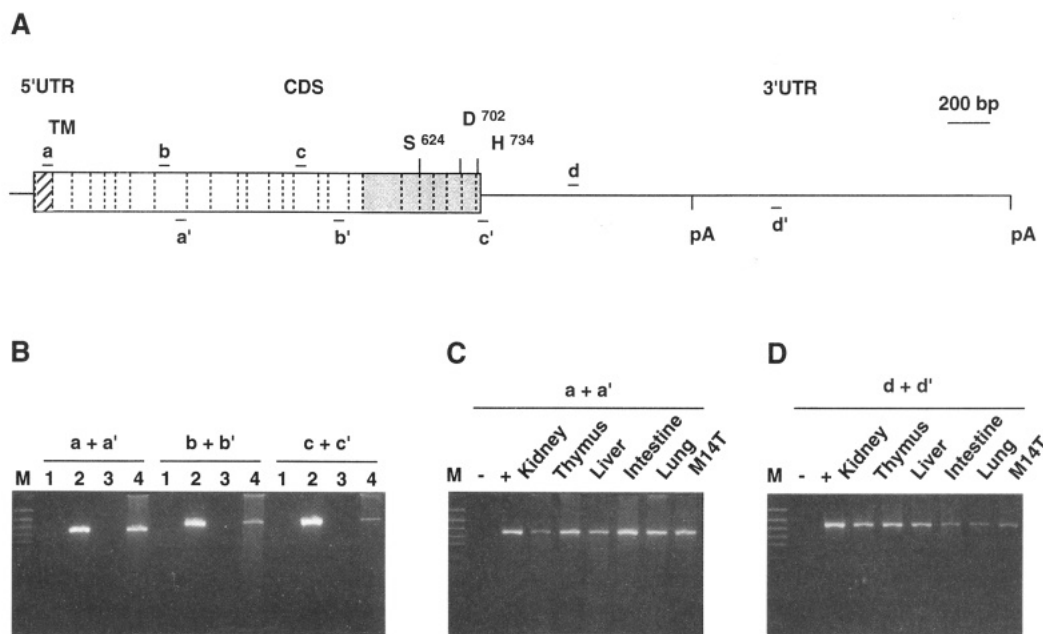 A
5'UTR CDS 3'UTR
200 bp
TM
D 702
S 624 H 734
a b c d
a' b' c' pA d' pA
B
a + a' b + b' c + c'
M 1 2 3 4 1 2 3 4 1 2 3 4
C
a + a'
M - + Kidney Thymus Liver Intestine Lung M14T
D
d + d'
M - + Kidney Thymus Liver Intestine Lung M14T